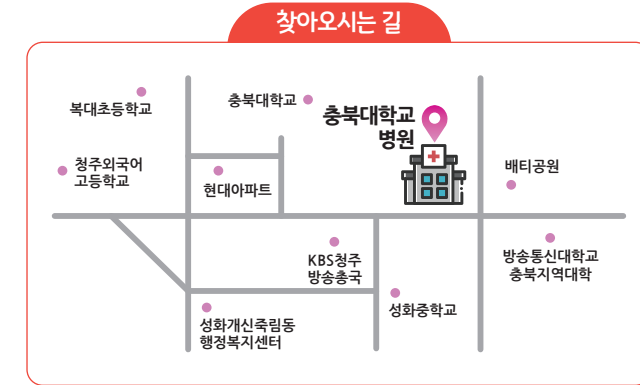 찾아오시는 길
복대초등학교
충북대학교
충북대학교
병원
청주외국어
고등학교
현대아파트
배티공원
KBS청주
방송총국
방송통신대학교
충북지역대학
성화개신죽림동
행정복지센터
성화중학교